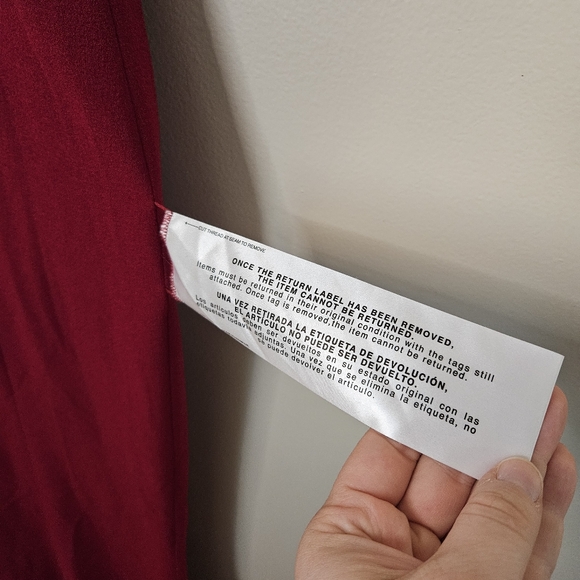 CUT THREAD AT SEAM TO REMOVE
ONCE THE RETURN LABEL HAS BEEN REMOVED,
THE ITEM CANNOT BE RETURNED.
Items must be returned in their original condition with the tags still
attached. Once tag is removed,the item cannot be returned.
UNA VEZ RETIRADA LA ETIQUETA DE DEVOLUCIÓN,
EL ARTÍCULO NO PUEDE SER DEVUELTO.
Los artículos deben ser devueltos en su estado original con las
etiquetas todavía adjuntas. Una vez que se elimina la etiqueta, no
se puede devolver el artículo.